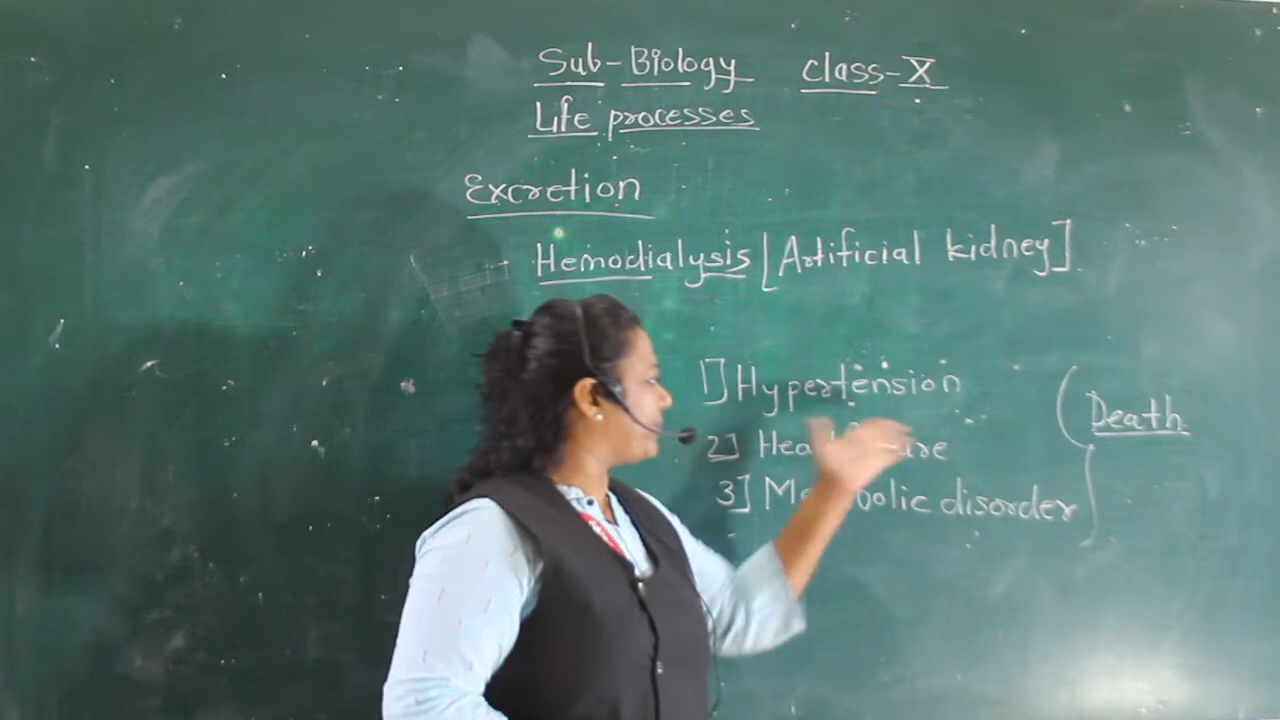 Sub-Biology class-X
Life processes
Excretion
Hemodialysis [Artificial kidney]
1] Hypertension
2]
3] disorder
Death